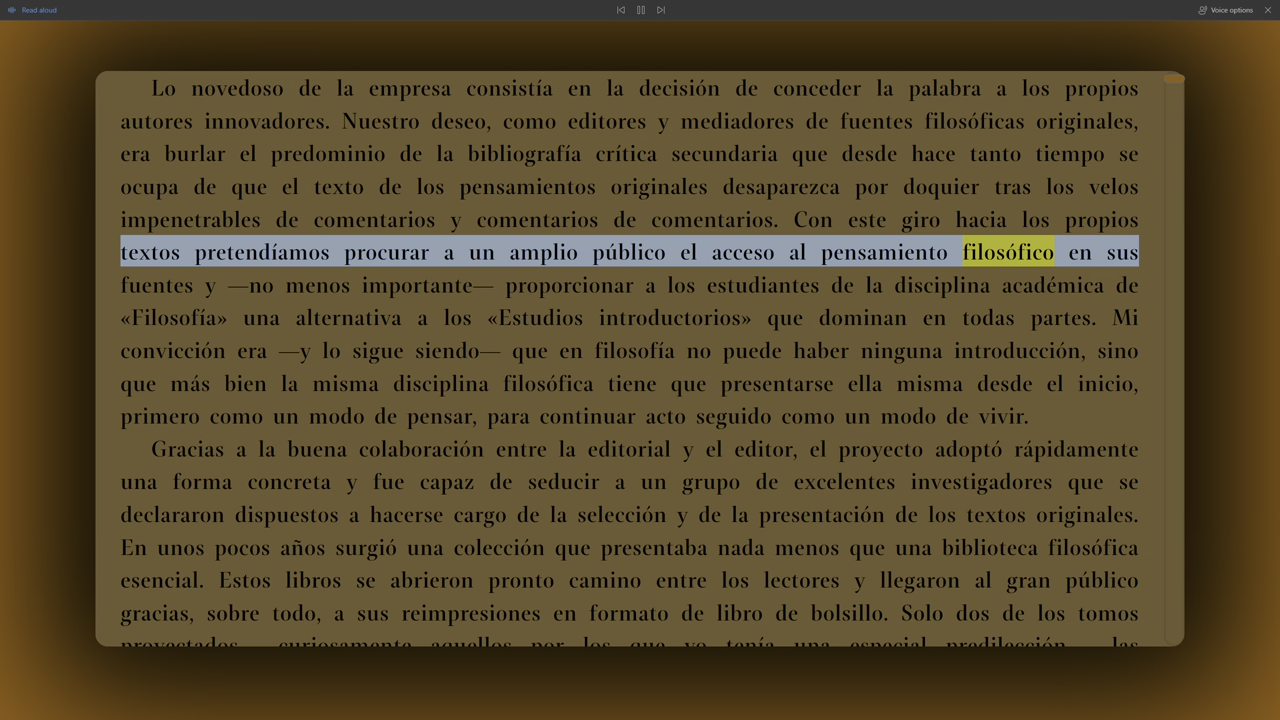 Read aloud
Voice options
Lo novedoso de la empresa consistía en la decisión de conceder la palabra a los propios
autores innovadores. Nuestro deseo, como editores y mediadores de fuentes filosóficas originales,
era burlar el predominio de la bibliografía crítica secundaria que desde hace tanto tiempo se
ocupa de que el texto de los pensamientos originales desaparezca por doquier tras los velos
impenetrables de comentarios y comentarios de comentarios. Con este giro hacia los propios
textos pretendíamos procurar a un amplio público el acceso al pensamiento filosófico en sus
fuentes y —no menos importante— proporcionar a los estudiantes de la disciplina académica de
«Filosofía» una alternativa a los «Estudios introductorios» que dominan en todas partes. Mi
convicción era —y lo sigue siendo— que en filosofía no puede haber ninguna introducción, sino
que más bien la misma disciplina filosófica tiene que presentarse ella misma desde el inicio,
primero como un modo de pensar, para continuar acto seguido como un modo de vivir.
Gracias a la buena colaboración entre la editorial y el editor, el proyecto adoptó rápidamente
una forma concreta y fue capaz de seducir a un grupo de excelentes investigadores que se
declararon dispuestos a hacerse cargo de la selección y de la presentación de los textos originales.
En unos pocos años surgió una colección que presentaba nada menos que una biblioteca filosófica
esencial. Estos libros se abrieron pronto camino entre los lectores y llegaron al gran público
gracias, sobre todo, a sus reimpresiones en formato de libro de bolsillo. Solo dos de los tomos
proyectados —curiosamente aquellos por los que yo tenía una especial predilección— las